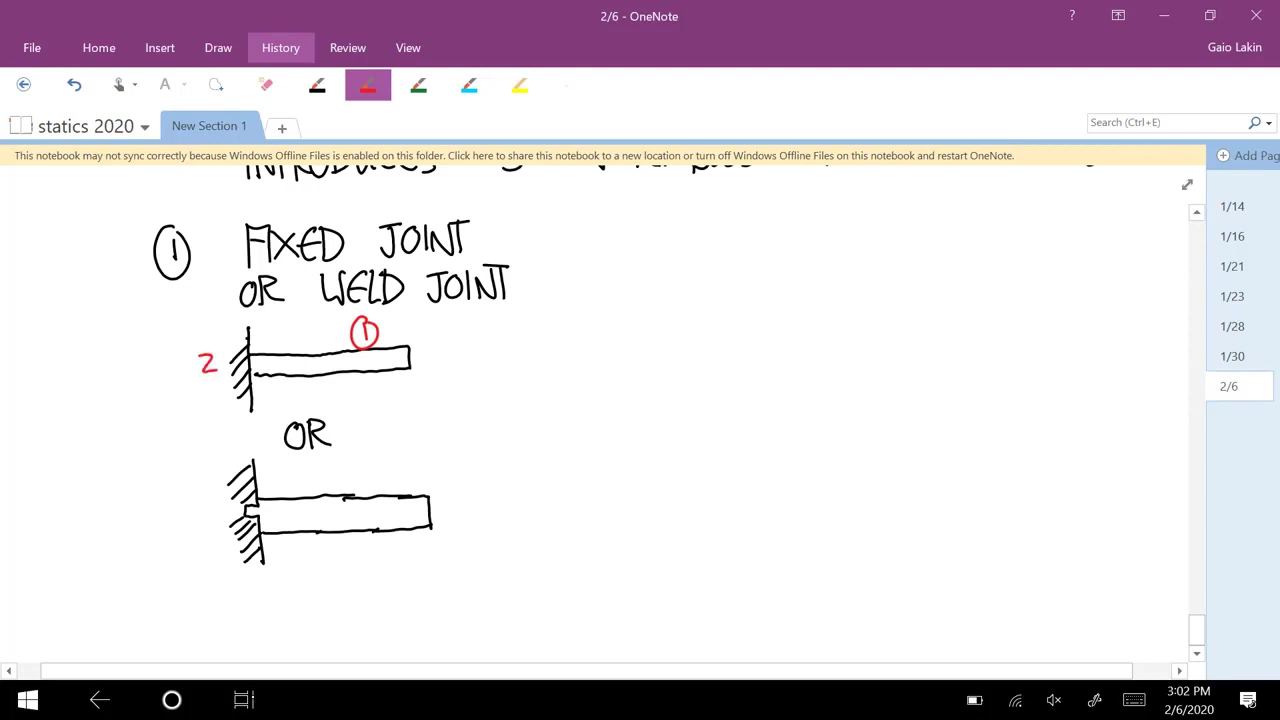 2/6 - OneNote
?
File Home Insert Draw History Review View
Gaio Lakin
statics 2020
New Section 1
Search (Ctrl+E)
This notebook may not sync correctly because Windows Offline Files is enabled on this folder. Click here to share this notebook to a new location or turn off Windows Offline Files on this notebook and restart OneNote.
Add Pag
1/14
1/16
1/21
1/23
1/28
1/30
2/6
INTRODUCES
1 FIXED JOINT
OR WELD JOINT
1
2
OR
3:02 PM
2/6/2020